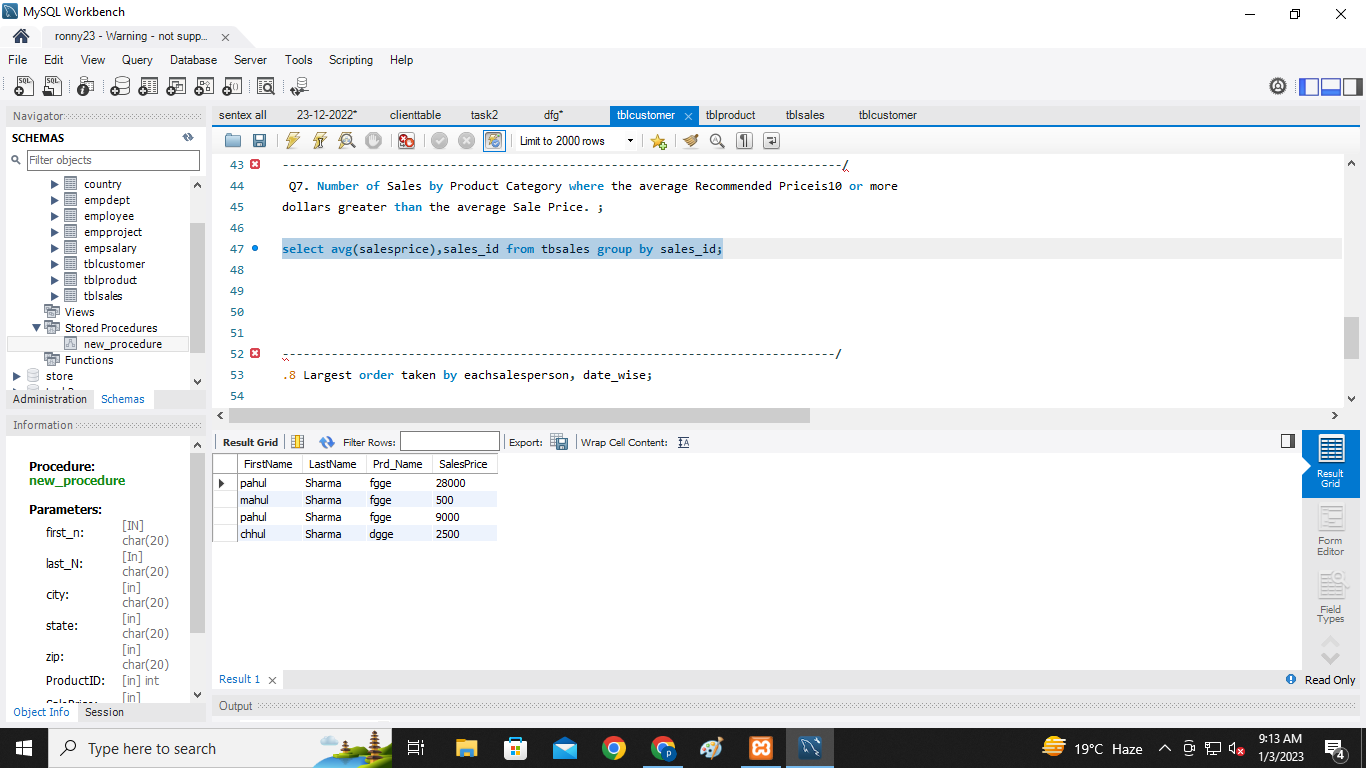 MySQL Workbench
ronny23 - Warning - not supp...
File Edit View Query Database Server Tools Scripting Help
Navigator
SCHEMAS
Filter objects
country
empdept
employee
empproject
empsalary
tblcustomer
tblproduct
tblsales
Views
Stored Procedures
new_procedure
Functions
store
Administration Schemas
Information
Procedure:
new_procedure
Parameters:
first_n: [IN] char(20)
last_N: [In] char(20)
city: [in] char(20)
state: [in] char(20)
zip: [in] char(20)
ProductID: [in] int
[in]
Object Info Session
sentex all 23-12-2022* clienttable task2 dfg* tblcustomer tblproduct tblsales tblcustomer
Limit to 2000 rows
43 --------------------------------------------------------------------------------/
44 Q7. Number of Sales by Product Category where the average Recommended Priceis10 or more
45 dollars greater than the average Sale Price. ;
46
47 select avg(salesprice),sales_id from tbsales group by sales_id;
48
49
50
51
52 -------------------------------------------------------------------------------/
53 .8 Largest order taken by eachsalesperson, date_wise;
54
Result Grid Filter Rows: Export: Wrap Cell Content:
FirstName LastName Prd_Name SalesPrice
pahul Sharma fgge 28000
mahul Sharma fgge 500
pahul Sharma fgge 9000
chhul Sharma dgge 2500
Result Grid
Form Editor
Field Types
Result 1
Read Only
Output
Type here to search
19°C Haze
9:13 AM
1/3/2023
4